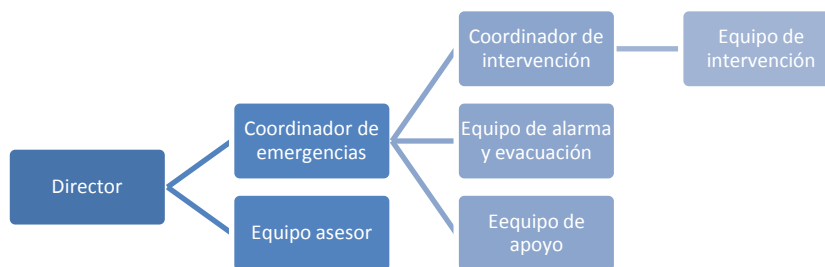 Coordinador de
intervención
Equipo de
intervención
Coordinador de
emergencias
Equipo de alarma
y evacuación
Director
Equipo asesor
Eequipo de
apoyo